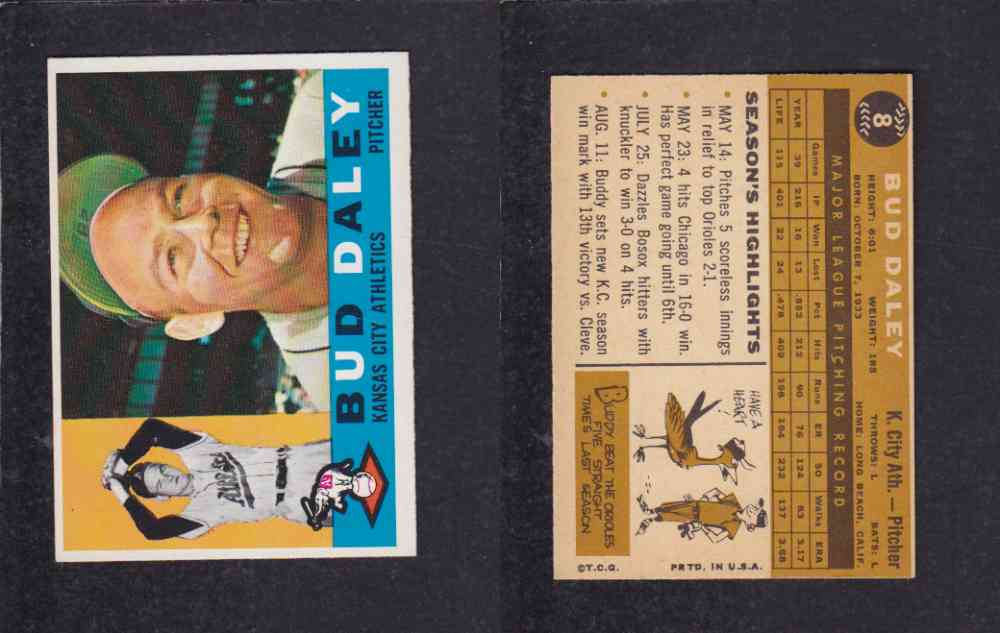 BUD DALEY
KANSAS CITY ATHLETICS PITCHER
8
BUD DALEY K. City Ath. — Pitcher
HEIGHT: 6:01 WEIGHT: 185 THROWS: L BATS: L
BORN: OCTOBER 7, 1933 HOME: LONG BEACH, CALIF.
MAJOR LEAGUE PITCHING RECORD
Games IP Won Lost Pct Hits Runs ER SO Walks ERA
YEAR 39 216 16 13 .552 212 90 76 124 63 3.17
LIFE 115 401 22 24 .478 409 198 164 232 137 3.68
SEASON'S HIGHLIGHTS
• MAY 14: Pitches 5 scoreless innings
in relief to top Orioles 2-1.
• MAY 23: 4 hits Chicago in 16-0 win.
Has perfect game going until 6th.
• JULY 25: Dazzles Bosox hitters with
knuckler to win 3-0 on 4 hits.
• AUG. 11: Buddy sets new K.C. season
win mark with 13th victory vs. Cleve.
HAVE A
HEART
BUDDY BEAT THE ORIOLES
FIVE STRAIGHT
TIMES LAST SEASON
©T.C.G. PRTD. IN U.S.A.